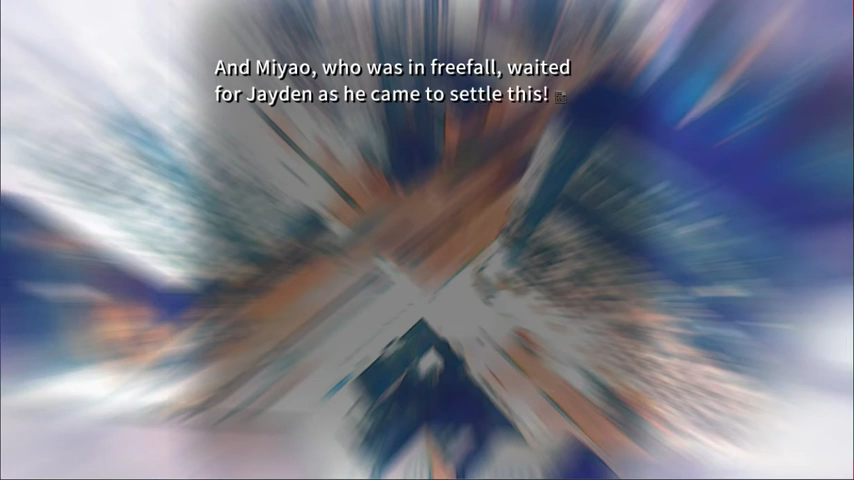 And Miyao, who was in freefall, waited
for Jayden as he came to settle this!